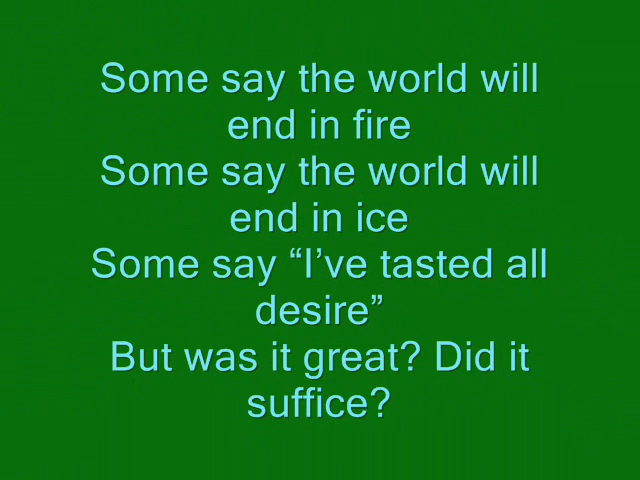 Some say the world will
end in fire
Some say the world will
end in ice
Some say “I’ve tasted all
desire”
But was it great? Did it
suffice?